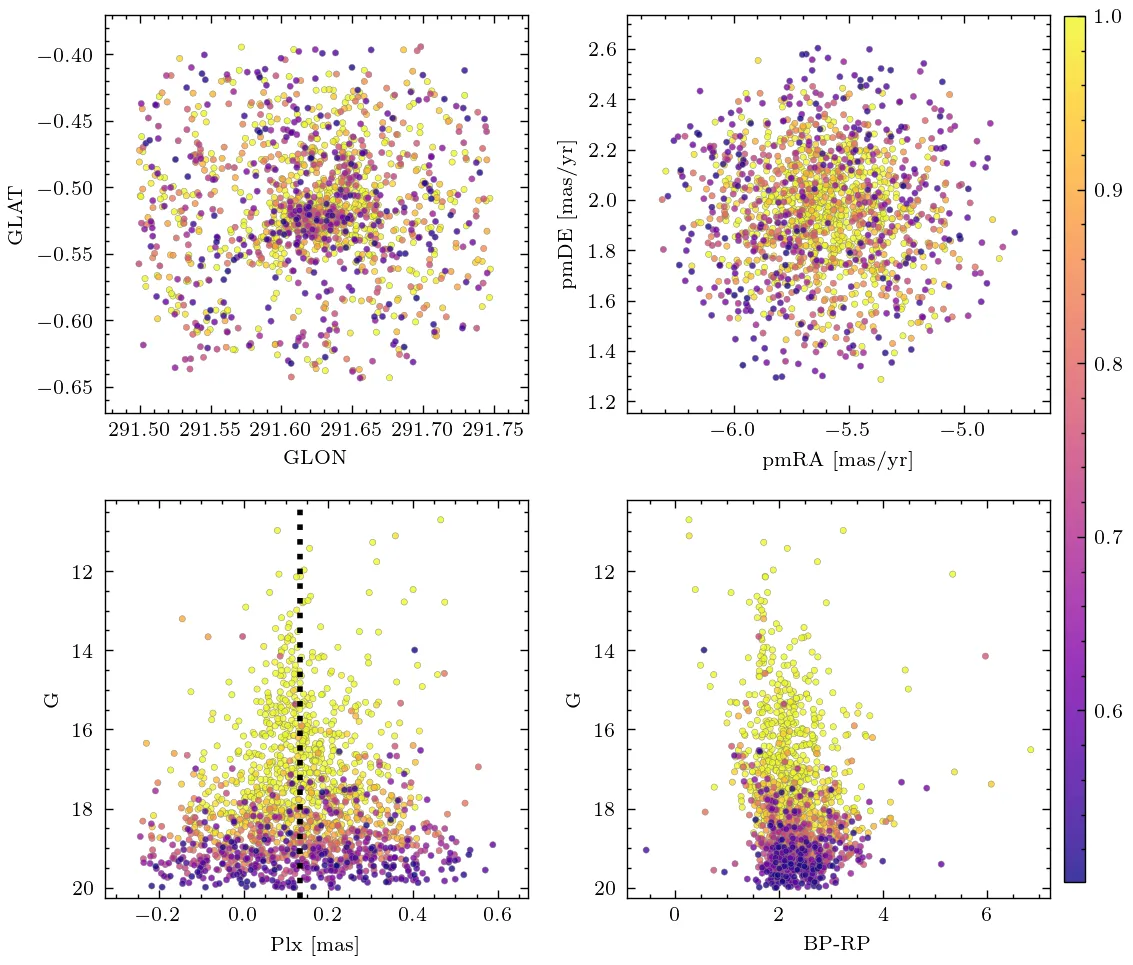 −0.40
−0.45
−0.50
−0.55
−0.60
−0.65
GLAT
291.50 291.55 291.60 291.65 291.70 291.75
GLON
2.6
2.4
2.2
2.0
1.8
1.6
1.4
1.2
pmDE [mas/yr]
−6.0 −5.5 −5.0
pmRA [mas/yr]
1.0
0.9
0.8
0.7
0.6
12
14
16
18
20
G
−0.2 0.0 0.2 0.4 0.6
Plx [mas]
12
14
16
18
20
G
0 2 4 6
BP-RP